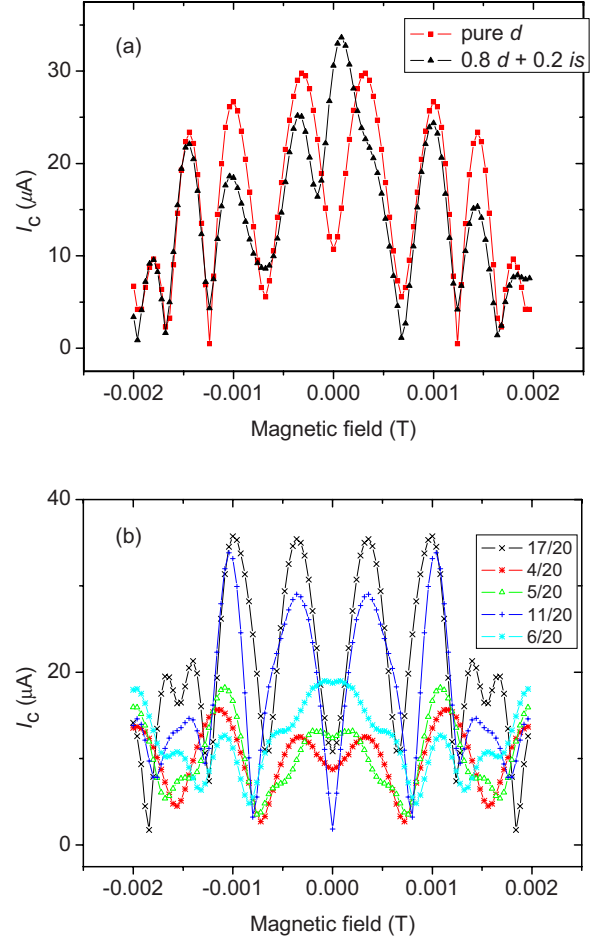 (a)
pure d
0.8 d + 0.2 is
30
20
10
0
I_C (μA)
-0.002
-0.001
0.000
0.001
0.002
Magnetic field (T)
(b)
17/20
4/20
5/20
11/20
6/20
40
20
0
I_C (μA)
-0.002
-0.001
0.000
0.001
0.002
Magnetic field (T)